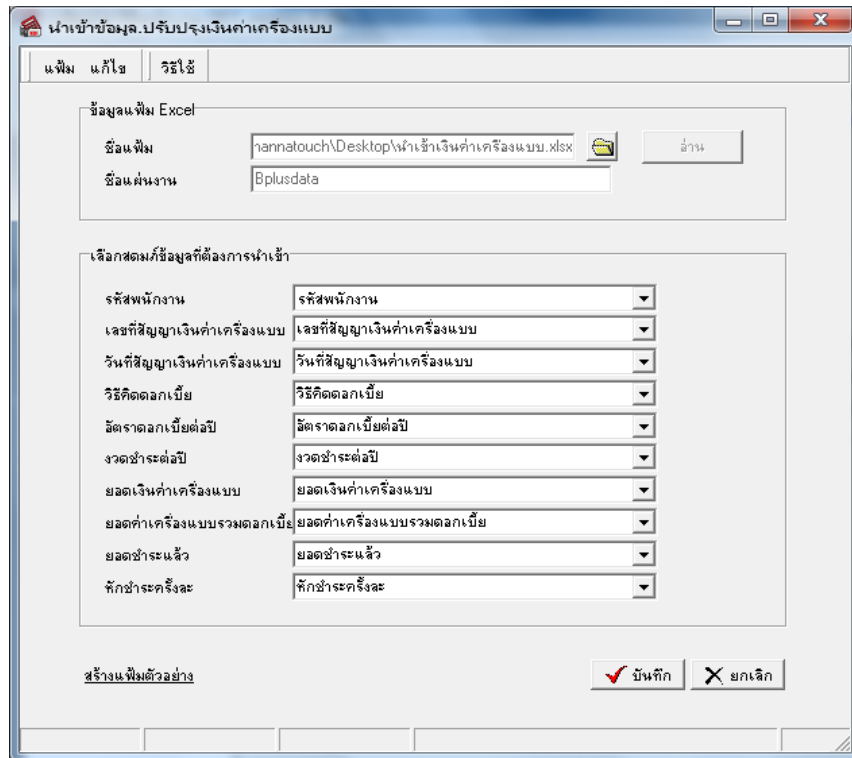 นำเข้าข้อมูล.ปรับปรุงเงินค่าเครื่องแบบ
แฟ้ม แก้ไข วิธีใช้
ข้อมูลแฟ้ม Excel
ชื่อแฟ้ม nannatouch\Desktop\นำเข้าเงินค่าเครื่องแบบ.xlsx อ่าน
ชื่อแผ่นงาน Bplusdata
เลือกสดมภ์ข้อมูลที่ต้องการนำเข้า
รหัสพนักงาน รหัสพนักงาน
เลขที่สัญญาเงินค่าเครื่องแบบ เลขที่สัญญาเงินค่าเครื่องแบบ
วันที่สัญญาเงินค่าเครื่องแบบ วันที่สัญญาเงินค่าเครื่องแบบ
วิธีคิดดอกเบี้ย วิธีคิดดอกเบี้ย
อัตราดอกเบี้ยต่อปี อัตราดอกเบี้ยต่อปี
งวดชำระต่อปี งวดชำระต่อปี
ยอดเงินค่าเครื่องแบบ ยอดเงินค่าเครื่องแบบ
ยอดค่าเครื่องแบบรวมดอกเบี้ย ยอดค่าเครื่องแบบรวมดอกเบี้ย
ยอดชำระแล้ว ยอดชำระแล้ว
หักชำระครั้งละ หักชำระครั้งละ
สร้างแฟ้มตัวอย่าง บันทึก ยกเลิก